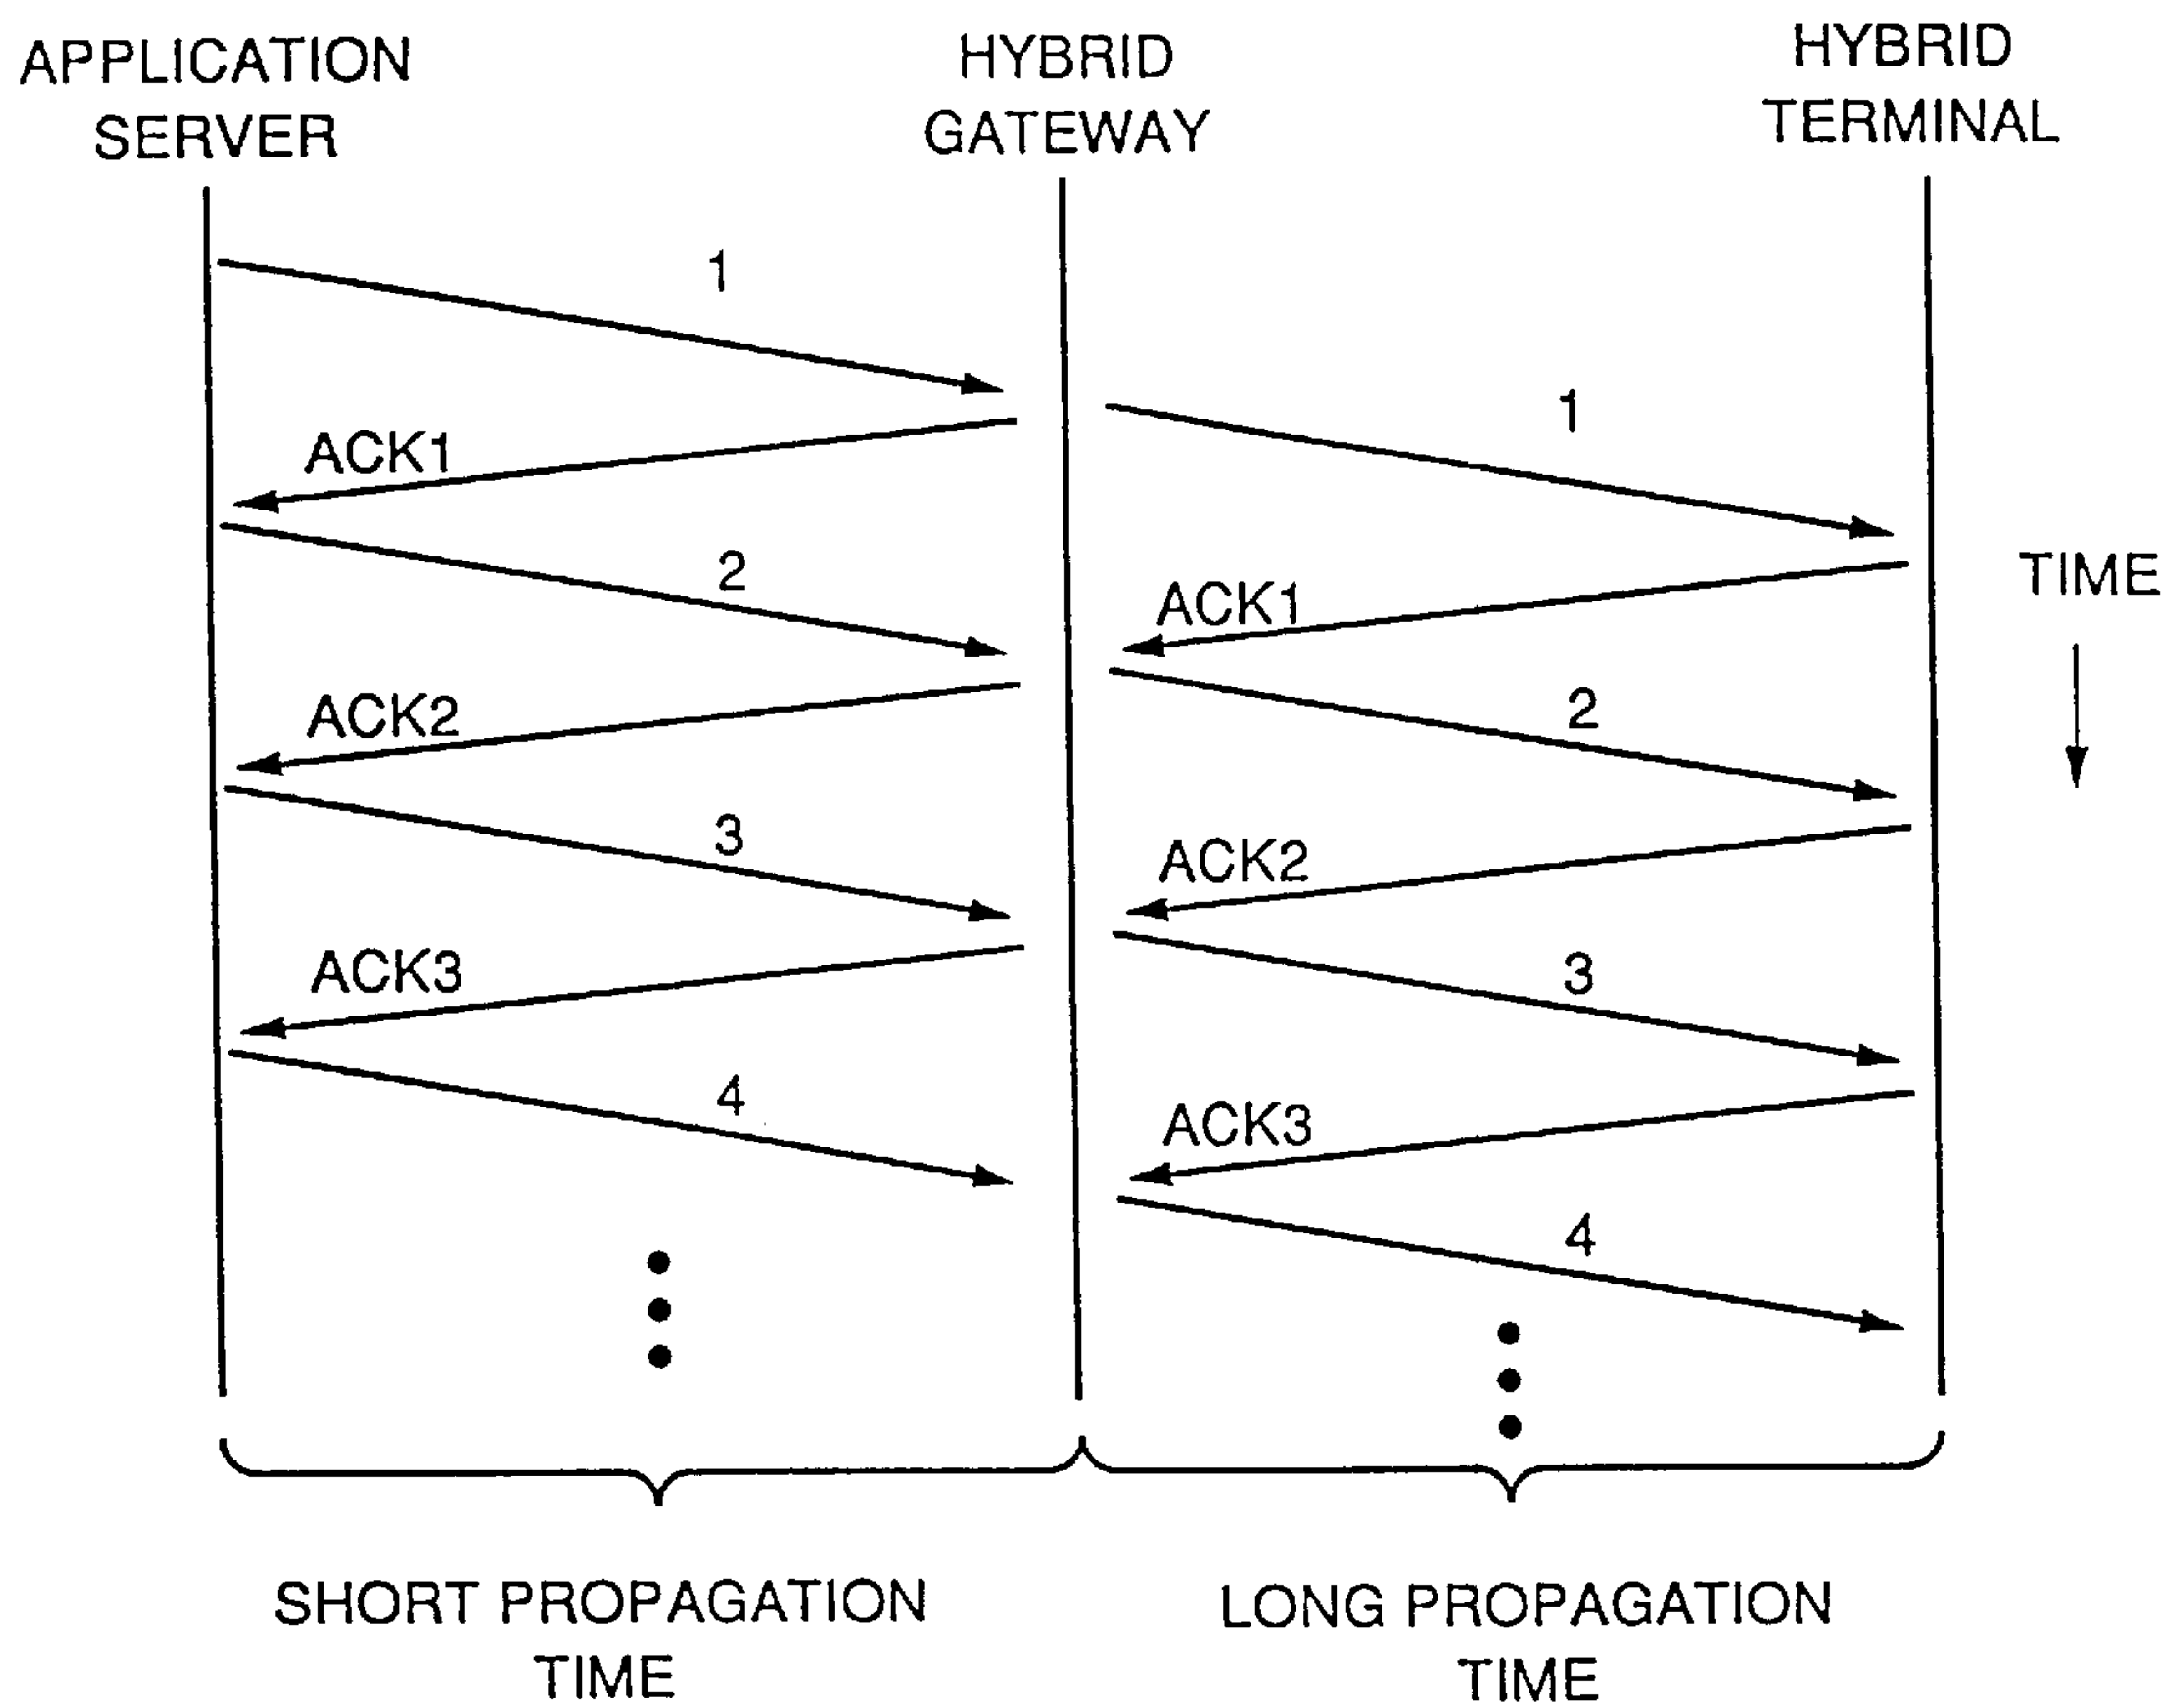 APPLICATION
SERVER
HYBRID
GATEWAY
HYBRID
TERMINAL
1
1
ACK1
2
ACK1
TIME
ACK2
2
3
ACK2
ACK3
3
4
ACK3
4
SHORT PROPAGATION
TIME
LONG PROPAGATION
TIME